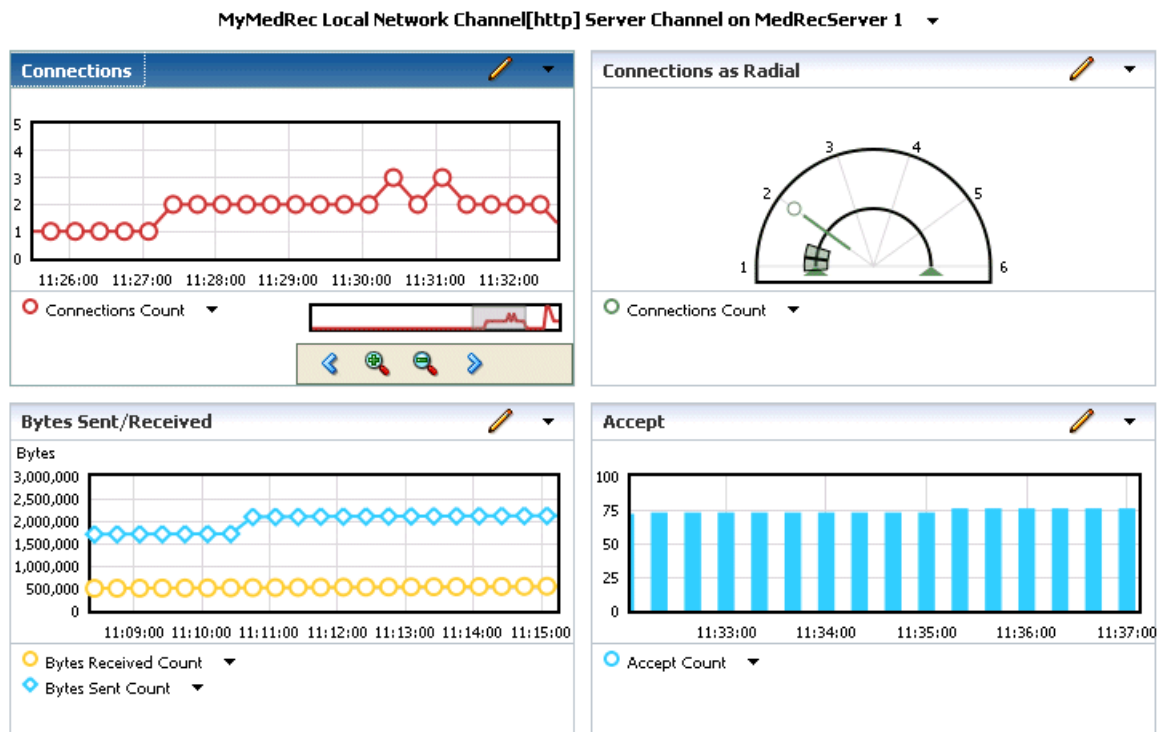 MyMedRec Local Network Channel[http] Server Channel on MedRecServer 1
Connections
5
4
3
2
1
0
11:26:00 11:27:00 11:28:00 11:29:00 11:30:00 11:31:00 11:32:00
Connections Count
Connections as Radial
1
2
3
4
5
6
Connections Count
Bytes Sent/Received
Bytes
3,000,000
2,500,000
2,000,000
1,500,000
1,000,000
500,000
0
11:09:00 11:10:00 11:11:00 11:12:00 11:13:00 11:14:00 11:15:00
Bytes Received Count
Bytes Sent Count
Accept
100
75
50
25
0
11:33:00 11:34:00 11:35:00 11:36:00 11:37:00
Accept Count